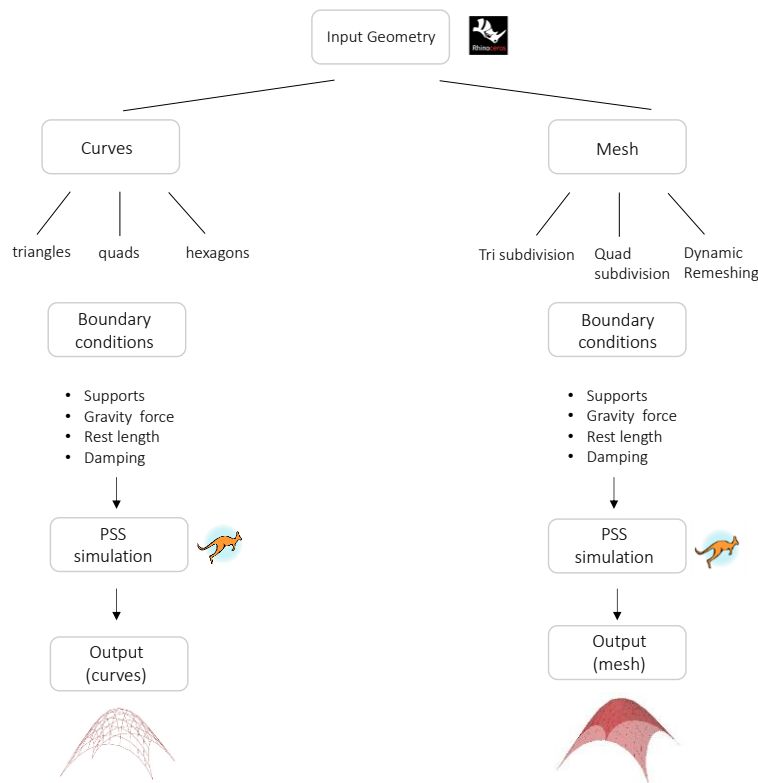 Input Geometry
Rhinoceros
Curves
Mesh
triangles
quads
hexagons
Tri subdivision
Quad
subdivision
Dynamic
Remeshing
Boundary
conditions
• Supports
• Gravity force
• Rest length
• Damping
PSS
simulation
Output
(curves)
Boundary
conditions
• Supports
• Gravity force
• Rest length
• Damping
PSS
simulation
Output
(mesh)